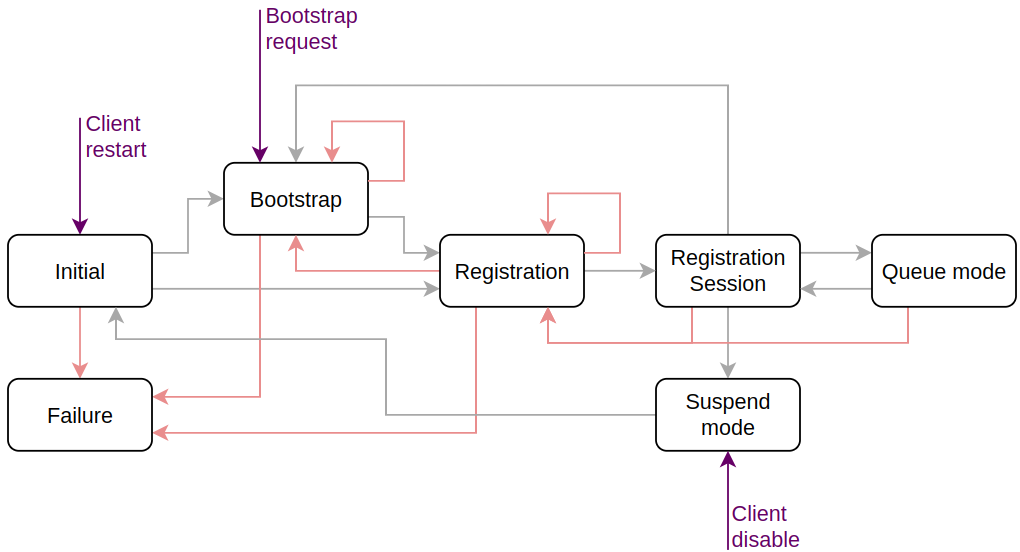 Bootstrap
request
Client
restart
Bootstrap
Initial
Registration
Registration
Session
Queue mode
Failure
Suspend
mode
Client
disable